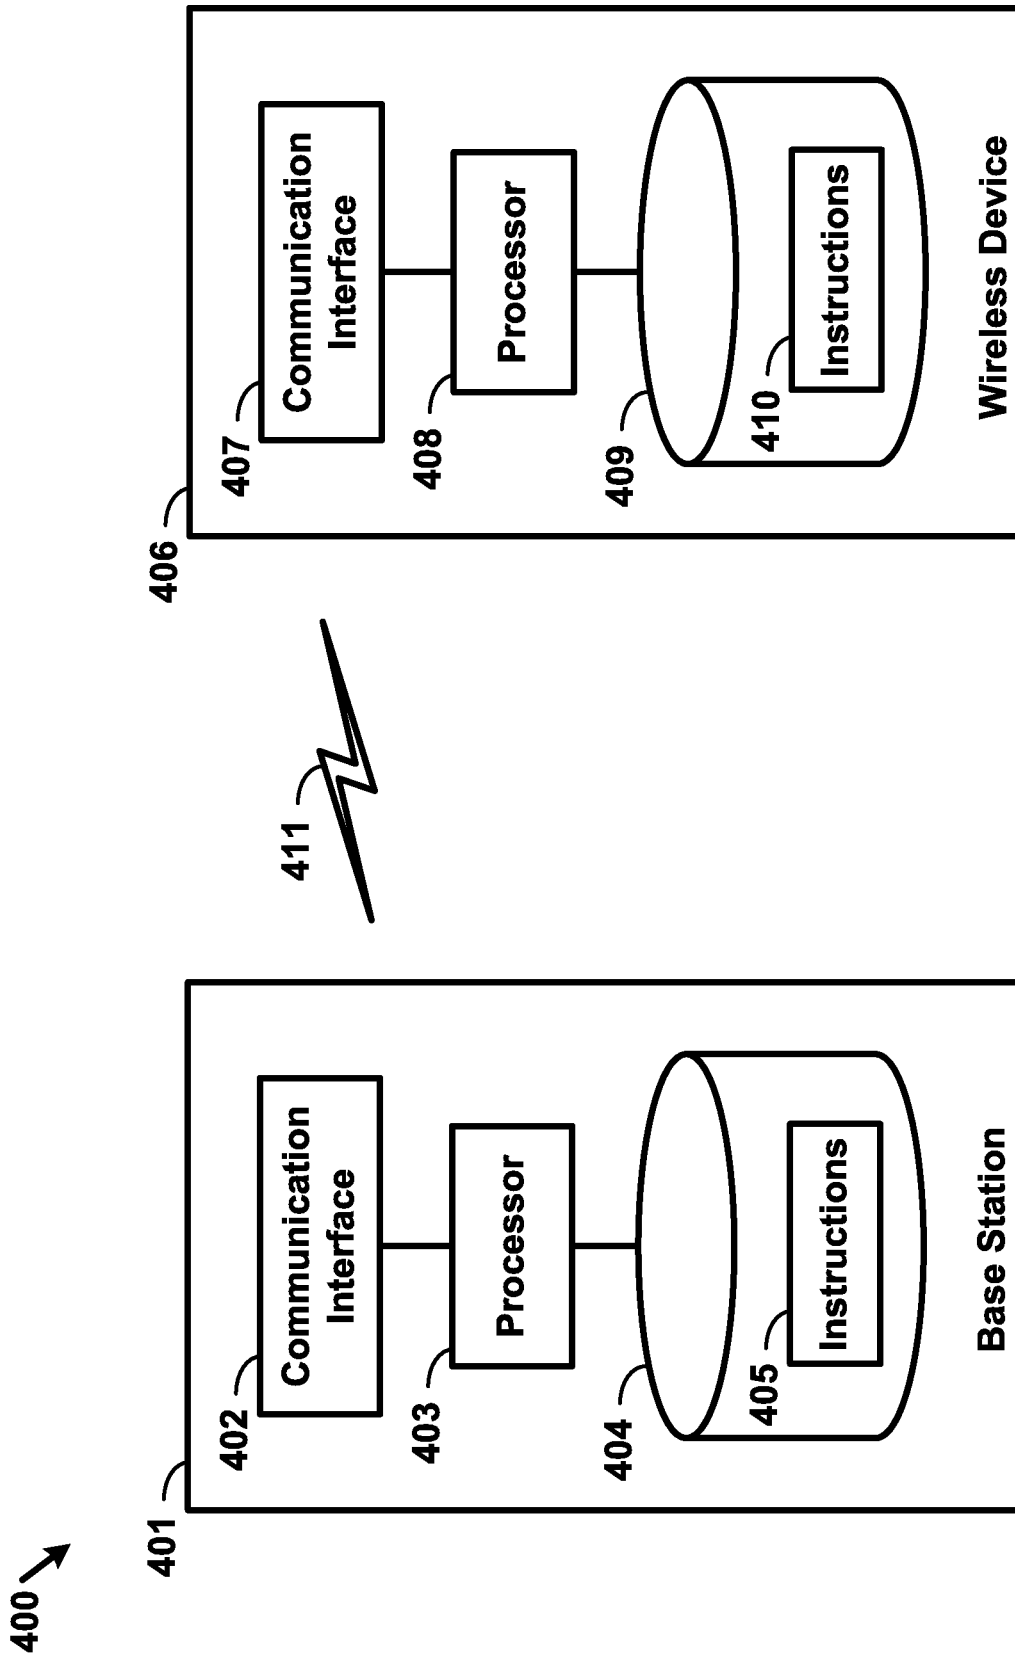 400
401
402
Communication
Interface
403
Processor
404
405
Instructions
Base Station
411
406
407
Communication
Interface
408
Processor
409
410
Instructions
Wireless Device